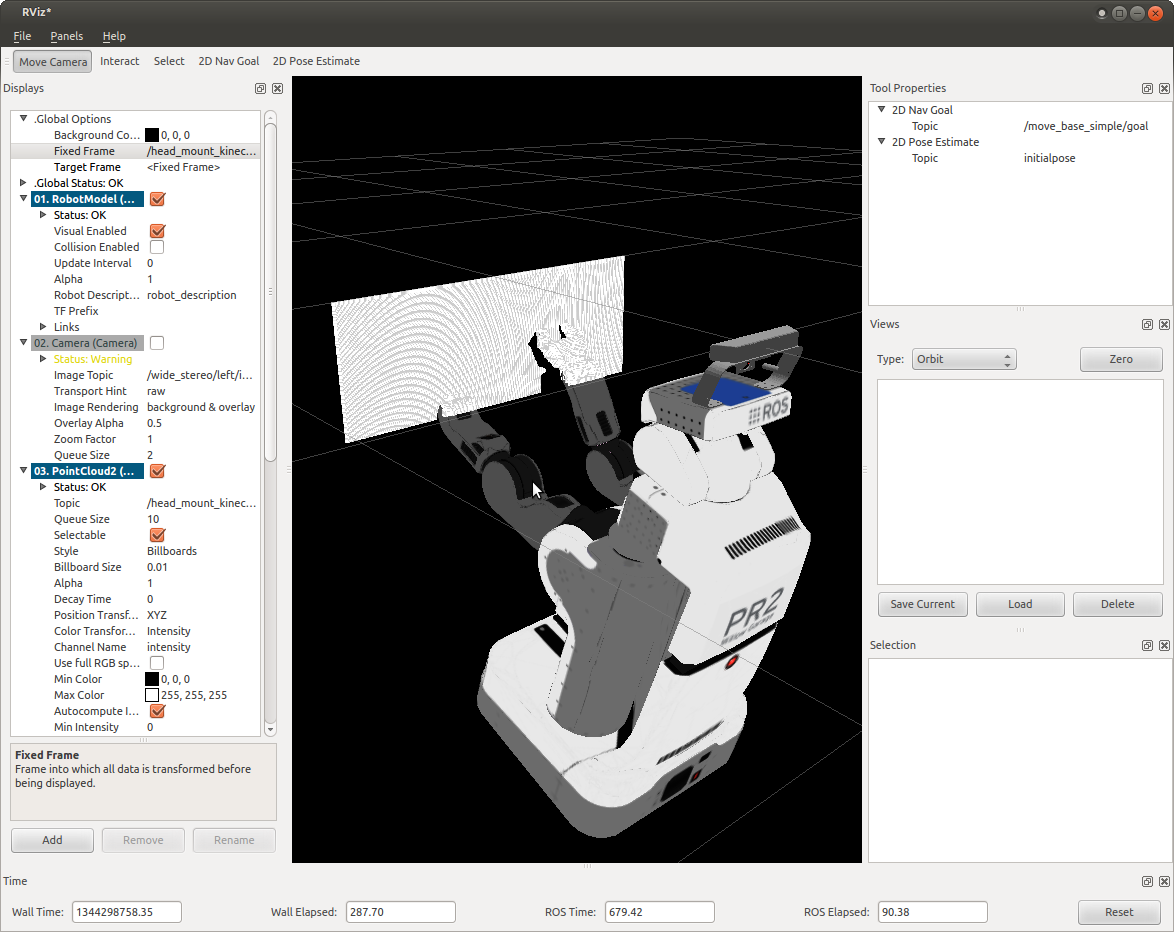 RViz*
File Panels Help
Move Camera Interact Select 2D Nav Goal 2D Pose Estimate
Displays
.Global Options
Background Co... 0, 0, 0
Fixed Frame /head_mount_kinec...
Target Frame <Fixed Frame>
.Global Status: OK
01. RobotModel (...
Status: OK
Visual Enabled
Collision Enabled
Update Interval 0
Alpha 1
Robot Descript... robot_description
TF Prefix
Links
02. Camera (Camera)
Status: Warning
Image Topic /wide_stereo/left/i...
Transport Hint raw
Image Rendering background & overlay
Overlay Alpha 0.5
Zoom Factor 1
Queue Size 2
03. PointCloud2 (...
Status: OK
Topic /head_mount_kinec...
Queue Size 10
Selectable
Style Billboards
Billboard Size 0.01
Alpha 1
Decay Time 0
Position Transf... XYZ
Color Transfor... Intensity
Channel Name intensity
Use full RGB sp...
Min Color 0, 0, 0
Max Color 255, 255, 255
Autocompute I...
Min Intensity 0
Fixed Frame
Frame into which all data is transformed before
being displayed.
Add Remove Rename
ROS
PR2
Tool Properties
2D Nav Goal
Topic /move_base_simple/goal
2D Pose Estimate
Topic initialpose
Views
Type: Orbit Zero
Save Current Load Delete
Selection
Time
Wall Time: 1344298758.35 Wall Elapsed: 287.70 ROS Time: 679.42 ROS Elapsed: 90.38 Reset